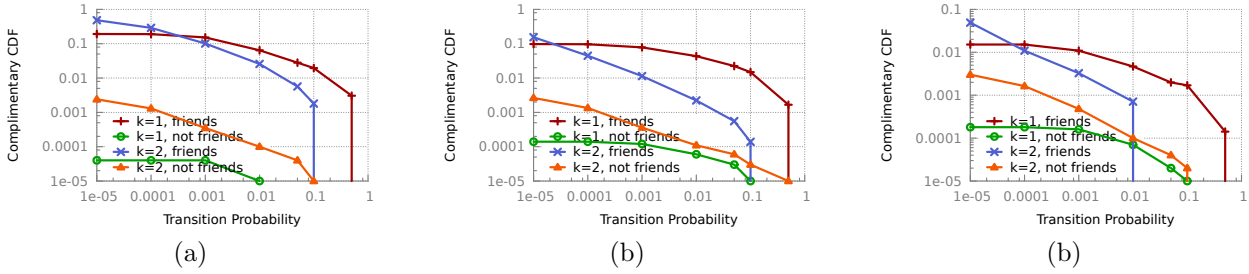 Complimentary CDF
1
0.1
0.01
0.001
0.0001
1e-05
k=1, friends
k=1, not friends
k=2, friends
k=2, not friends
1e-05 0.0001 0.001 0.01 0.1 1
Transition Probability
(a)
Complimentary CDF
1
0.1
0.01
0.001
0.0001
1e-05
k=1, friends
k=1, not friends
k=2, friends
k=2, not friends
1e-05 0.0001 0.001 0.01 0.1 1
Transition Probability
(b)
Complimentary CDF
0.1
0.01
0.001
0.0001
1e-05
k=1, friends
k=1, not friends
k=2, friends
k=2, not friends
1e-05 0.0001 0.001 0.01 0.1 1
Transition Probability
(b)